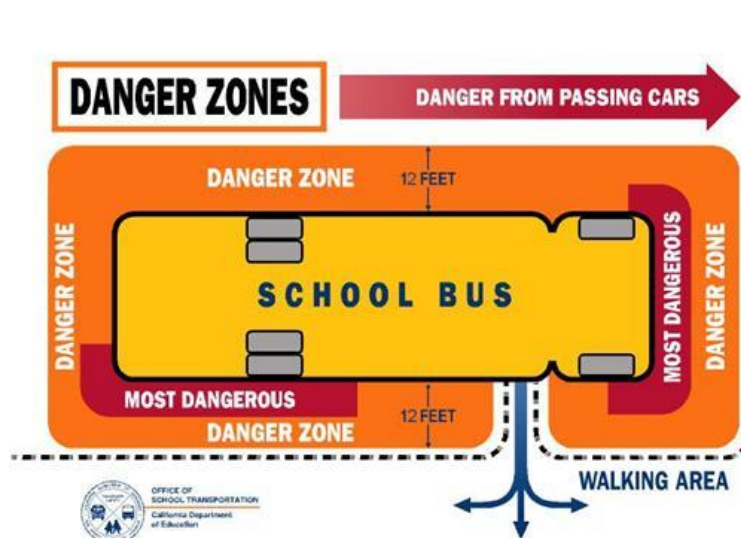 DANGER ZONES
DANGER FROM PASSING CARS
DANGER ZONE
12 FEET
DANGER ZONE
SCHOOL BUS
MOST DANGEROUS
DANGER ZONE
MOST DANGEROUS
12 FEET
DANGER ZONE
WALKING AREA
OFFICE OF
SCHOOL TRANSPORTATION
California Department
of Education